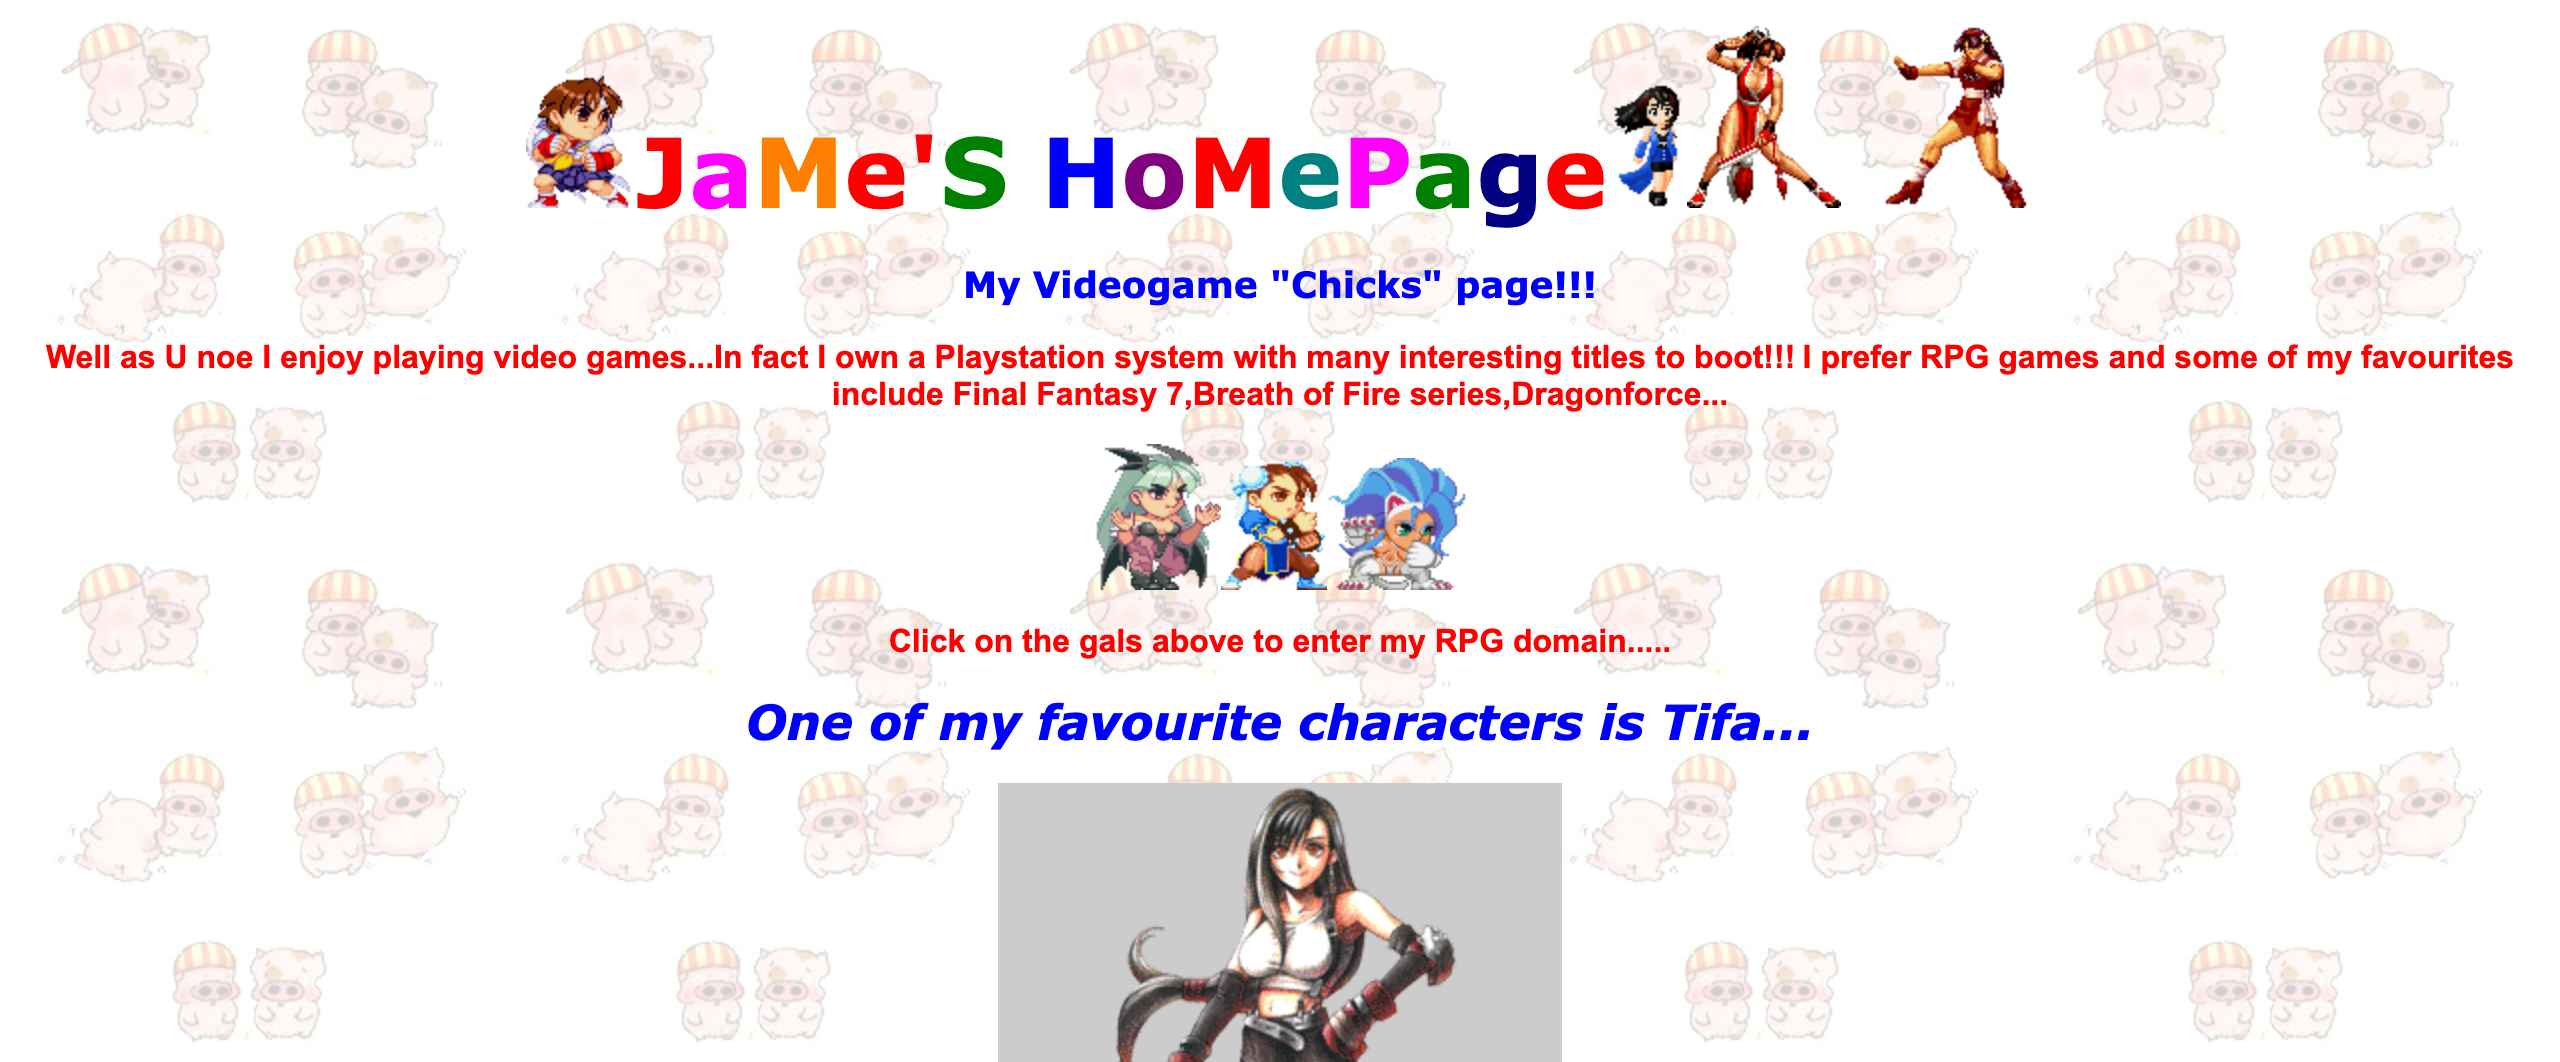 JaMe'S HoMePage
My Videogame "Chicks" page!!!
Well as U noe I enjoy playing video games...In fact I own a Playstation system with many interesting titles to boot!!! I prefer RPG games and some of my favourites
include Final Fantasy 7,Breath of Fire series,Dragonforce...
Click on the gals above to enter my RPG domain.....
One of my favourite characters is Tifa...